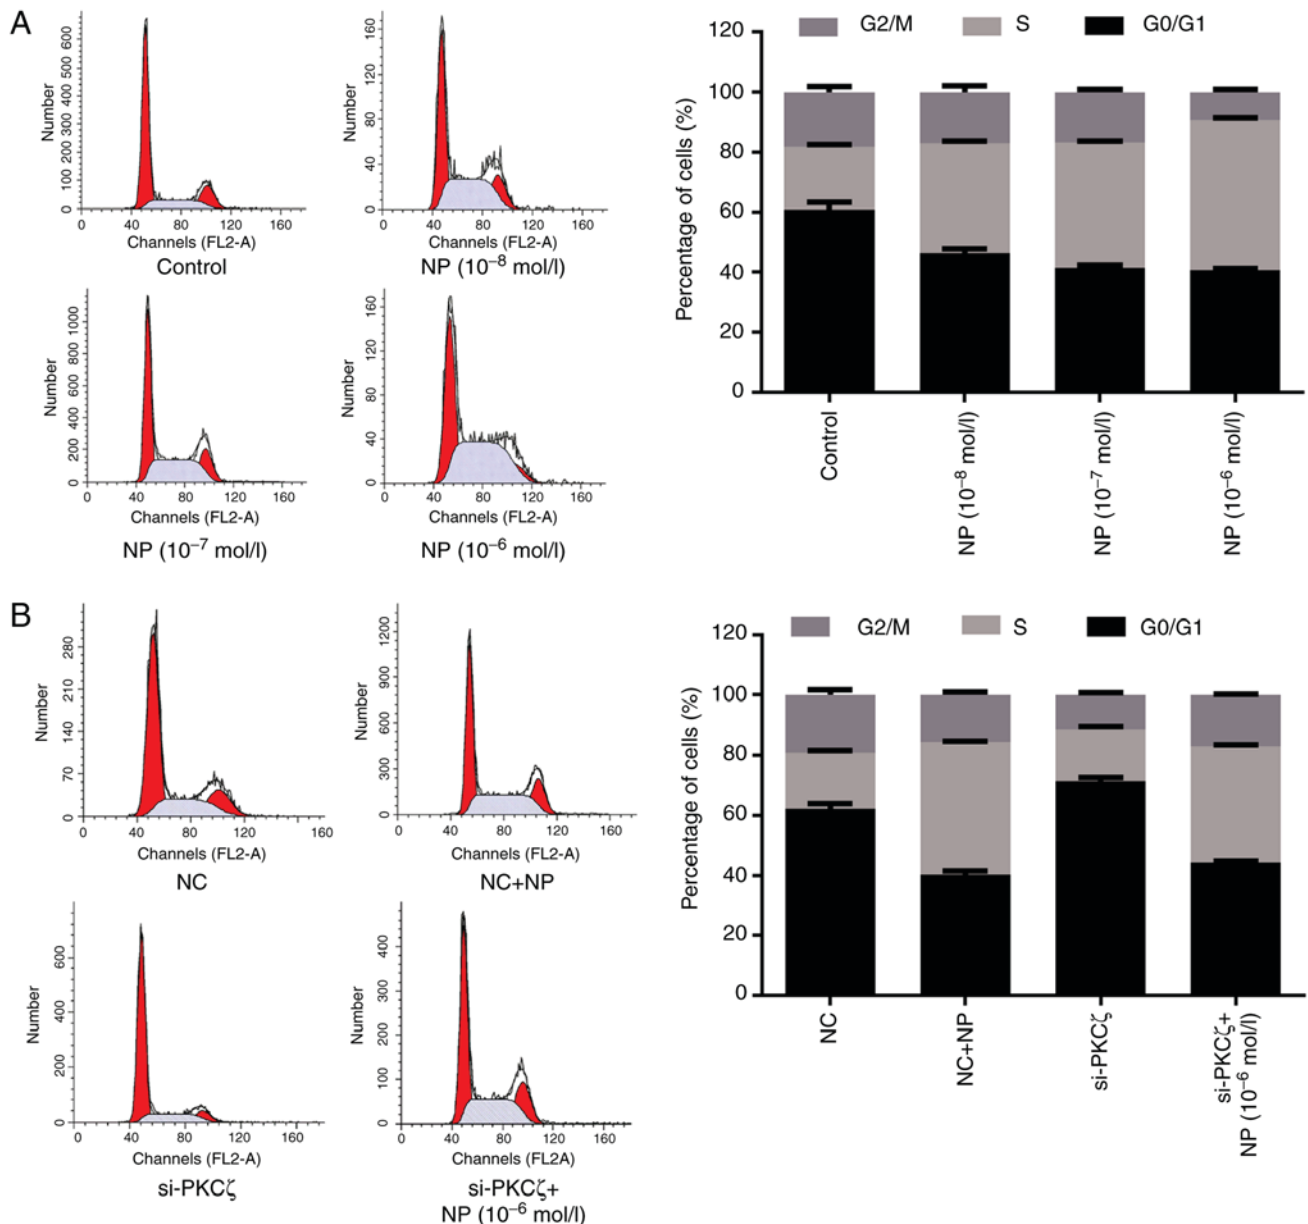 A
Number
600
500
400
300
200
100
0
0 40 80 120 160
Channels (FL2-A)
Control
Number
160
120
80
40
0
0 40 80 120 160
Channels (FL2-A)
NP (10⁻⁸ mol/l)
Number
1000
800
600
400
200
0
0 40 80 120 160
Channels (FL2-A)
NP (10⁻⁷ mol/l)
Number
160
120
80
40
0
0 40 80 120 160
Channels (FL2-A)
NP (10⁻⁶ mol/l)
G2/M S G0/G1
Percentage of cells (%)
120
100
80
60
40
20
0
Control
NP (10⁻⁸ mol/l)
NP (10⁻⁷ mol/l)
NP (10⁻⁶ mol/l)
B
Number
280
210
140
70
0
0 40 80 120 160
Channels (FL2-A)
NC
Number
1200
900
600
300
0
0 40 80 120 160
Channels (FL2-A)
NC+NP
Number
600
400
200
0
0 40 80 120 160
Channels (FL2-A)
si-PKCζ
Number
400
300
200
100
0
0 40 80 120 160
Channels (FL2A)
si-PKCζ+
NP (10⁻⁶ mol/l)
G2/M S G0/G1
Percentage of cells (%)
120
100
80
60
40
20
0
NC
NC+NP
si-PKCζ
si-PKCζ+
NP (10⁻⁶ mol/l)